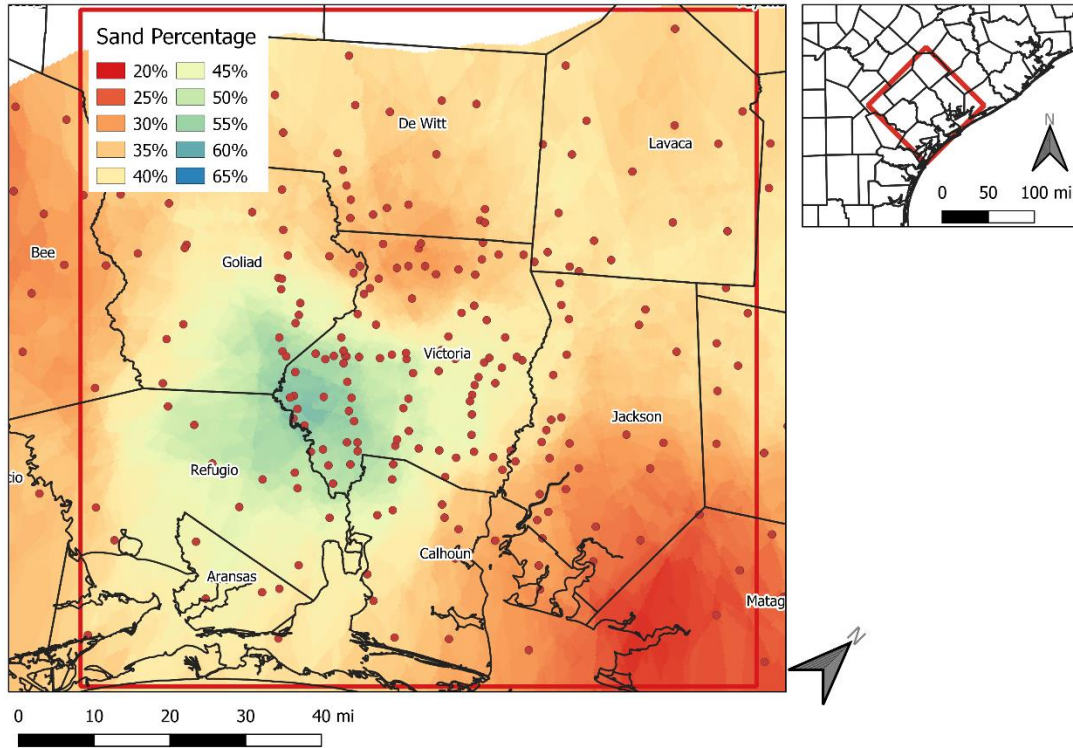 Sand Percentage
20% 45%
25% 50%
30% 55%
35% 60%
40% 65%
De Witt
Lavaca
Bee
Goliad
Victoria
Jackson
Refugio
cio
Calhoun
Aransas
Matag
0 10 20 30 40 mi
N
0 50 100 mi
N